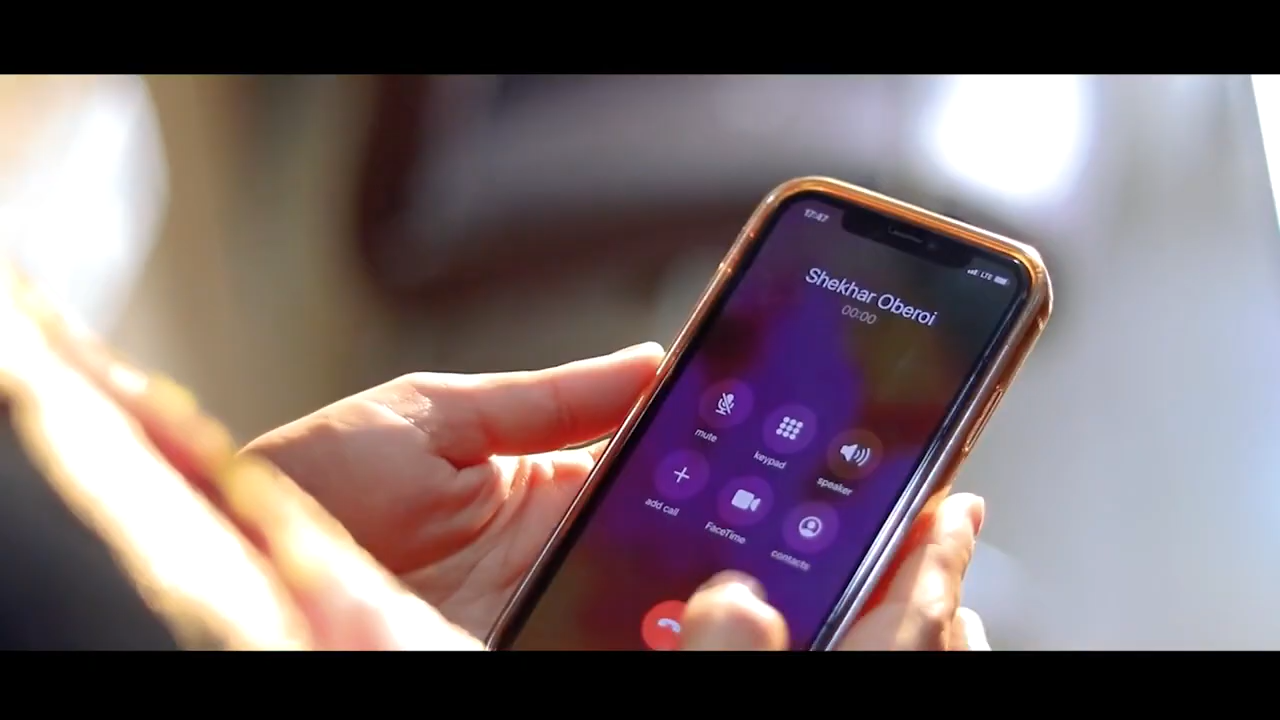 17:47
LTE
Shekhar Oberoi
00:00
mute
keypad
speaker
add call
FaceTime
contacts